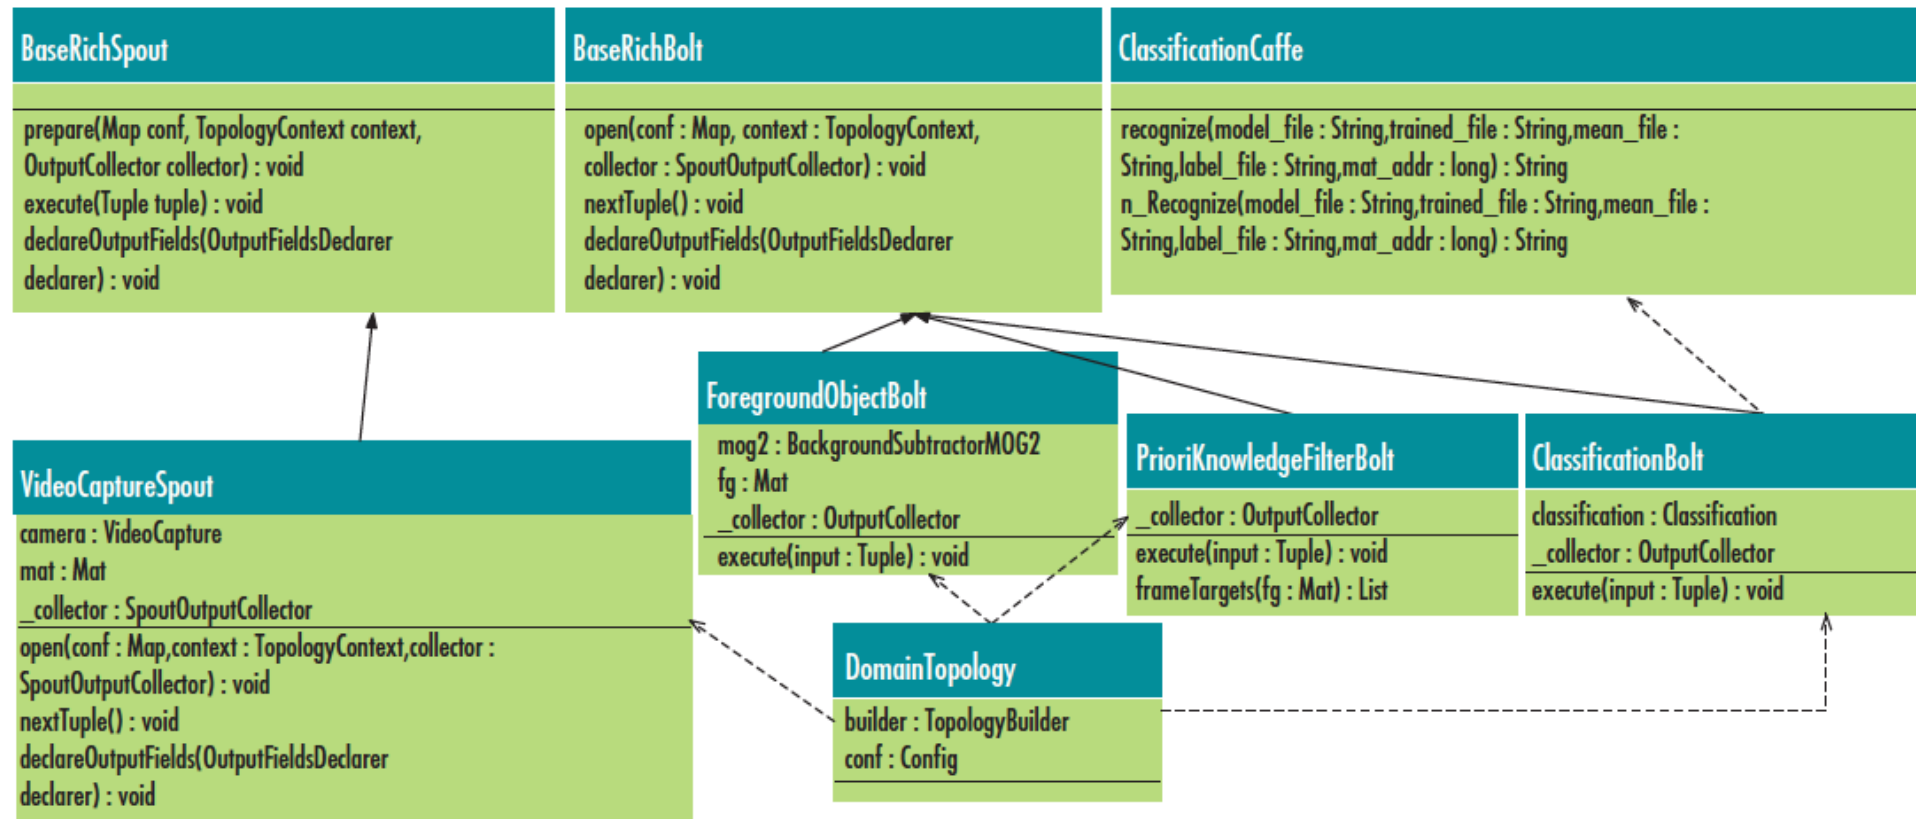 BaseRichSpout
prepare(Map conf, TopologyContext context,
OutputCollector collector) : void
execute(Tuple tuple) : void
declareOutputFields(OutputFieldsDeclarer
declarer) : void
BaseRichBolt
open(conf : Map, context : TopologyContext,
collector : SpoutOutputCollector) : void
nextTuple() : void
declareOutputFields(OutputFieldsDeclarer
declarer) : void
ClassificationCaffe
recognize(model_file : String,trained_file : String,mean_file :
String,label_file : String,mat_addr : long) : String
n_Recognize(model_file : String,trained_file : String,mean_file :
String,label_file : String,mat_addr : long) : String
VideoCaptureSpout
camera : VideoCapture
mat : Mat
_collector : SpoutOutputCollector
open(conf : Map,context : TopologyContext,collector :
SpoutOutputCollector) : void
nextTuple() : void
declareOutputFields(OutputFieldsDeclarer
declarer) : void
ForegroundObjectBolt
mog2 : BackgroundSubtractorMOG2
fg : Mat
_collector : OutputCollector
execute(input : Tuple) : void
PrioriKnowledgeFilterBolt
_collector : OutputCollector
execute(input : Tuple) : void
frameTargets(fg : Mat) : List
ClassificationBolt
classification : Classification
_collector : OutputCollector
execute(input : Tuple) : void
DomainTopology
builder : TopologyBuilder
conf : Config